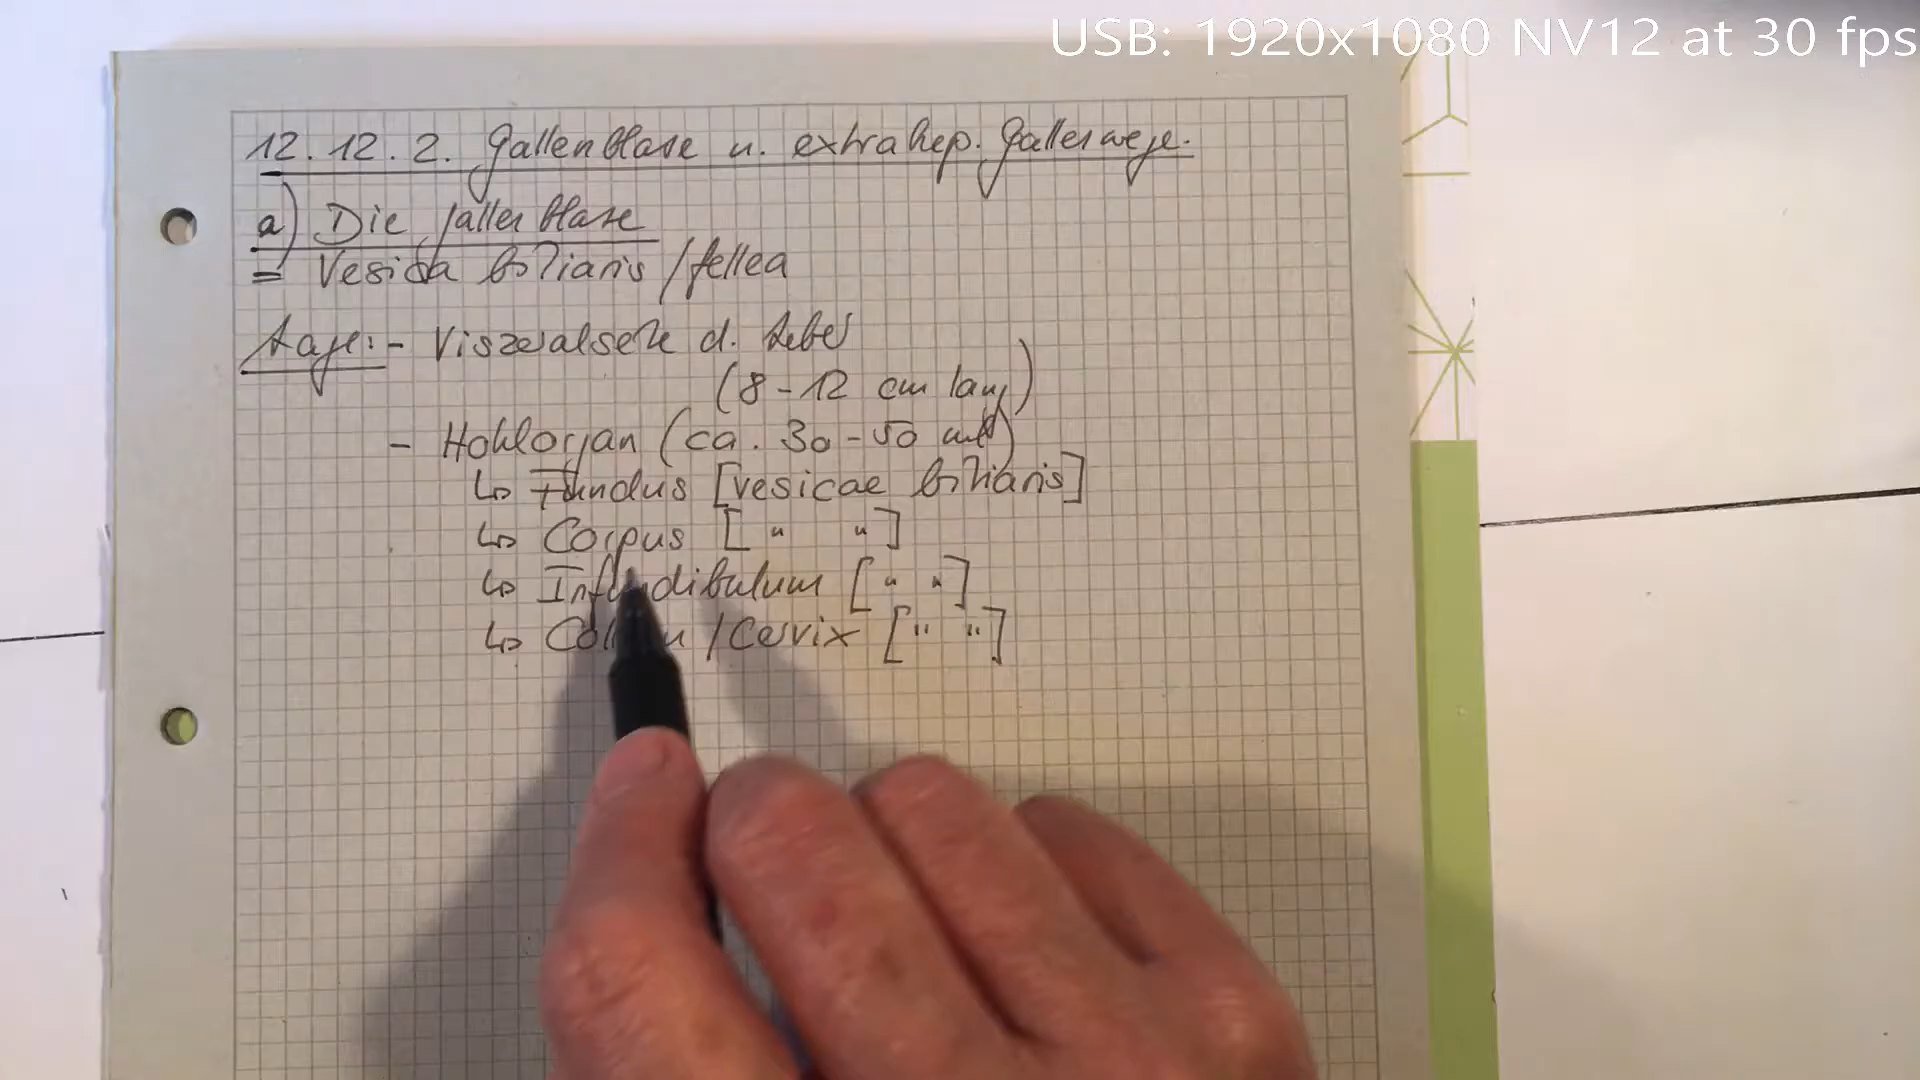 USB: 1920x1080 NV12 at 30 fps
12.12.2. Gallenblase u. extrahep. Gallenwege.
a) Die Gallenblase
= Vesica biliaris / fellea
Lage: - Viszeralseite d. Leber
(8-12 cm lang)
- Hohlorgan (ca. 30-50 ml)
↳ Fundus [vesicae biliaris]
↳ Corpus [ " " ]
↳ Infundibulum [ " " ]
↳ Collum / Cervix [ " " ]